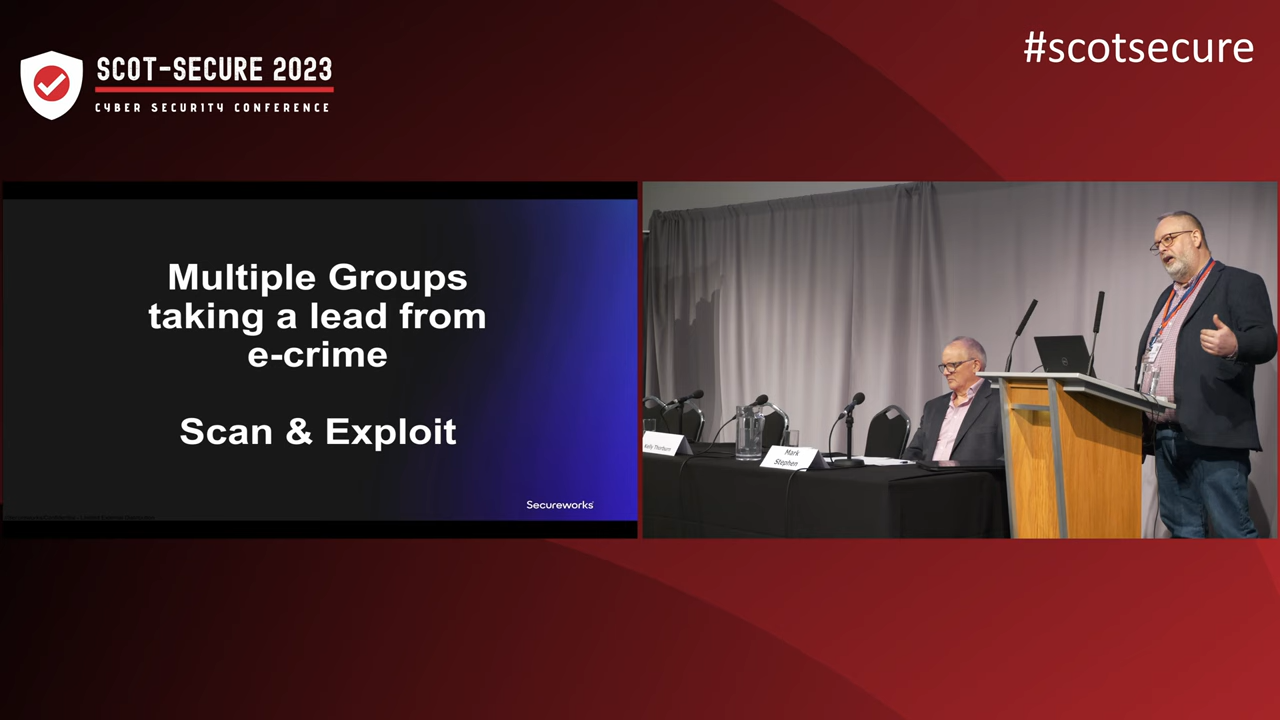 SCOT-SECURE 2023
CYBER SECURITY CONFERENCE
#scotsecure
Multiple Groups
taking a lead from
e-crime
Scan & Exploit
Secureworks
Kelly Thorburn
Mark
Stephen